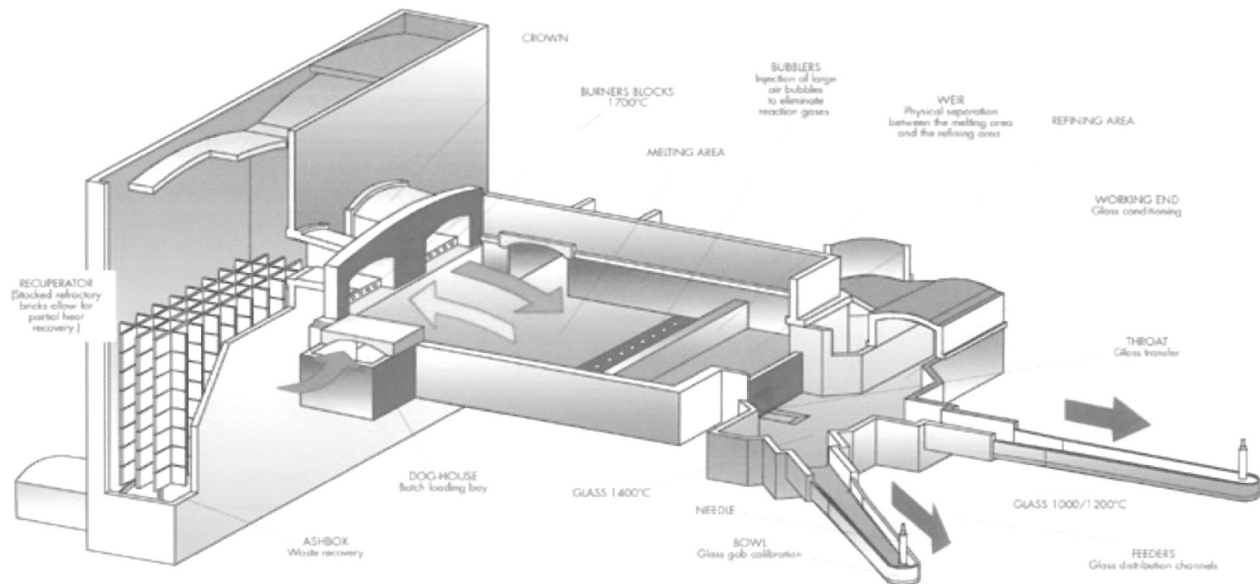 CROWN
BURNERS BLOCKS
1700°C
BUBBLERS
Injection of large
air bubbles
to eliminate
reaction gases
WEIR
Physical separation
between the melting area
and the refining area
REFINING AREA
MELTING AREA
WORKING END
Glass conditioning
RECUPERATOR
(Stacked refractory
bricks allow for
partial heat
recovery)
THROAT
Glass transfer
DOG-HOUSE
Batch loading bay
GLASS 1400°C
NEEDLE
GLASS 1000/1200°C
ASHBOX
Waste recovery
BOWL
Glass gob calibration
FEEDERS
Glass distribution channels